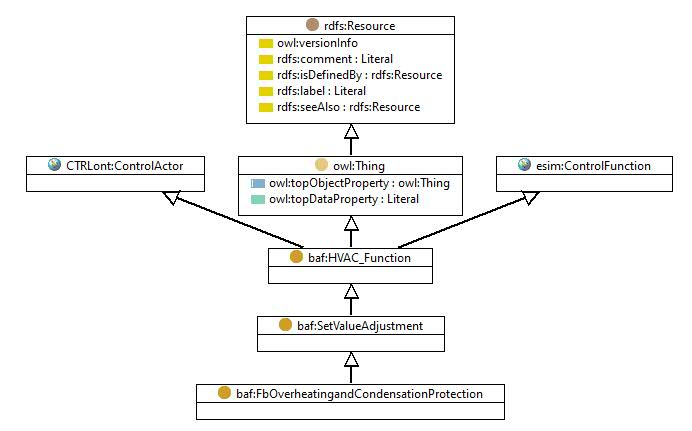 rdfs:Resource
owl:versionInfo
rdfs:comment : Literal
rdfs:isDefinedBy : rdfs:Resource
rdfs:label : Literal
rdfs:seeAlso : rdfs:Resource
CTRLont:ControlActor
owl:Thing
esim:ControlFunction
owl:topObjectProperty : owl:Thing
owl:topDataProperty : Literal
baf:HVAC_Function
baf:SetValueAdjustment
baf:FbOverheatingandCondensationProtection